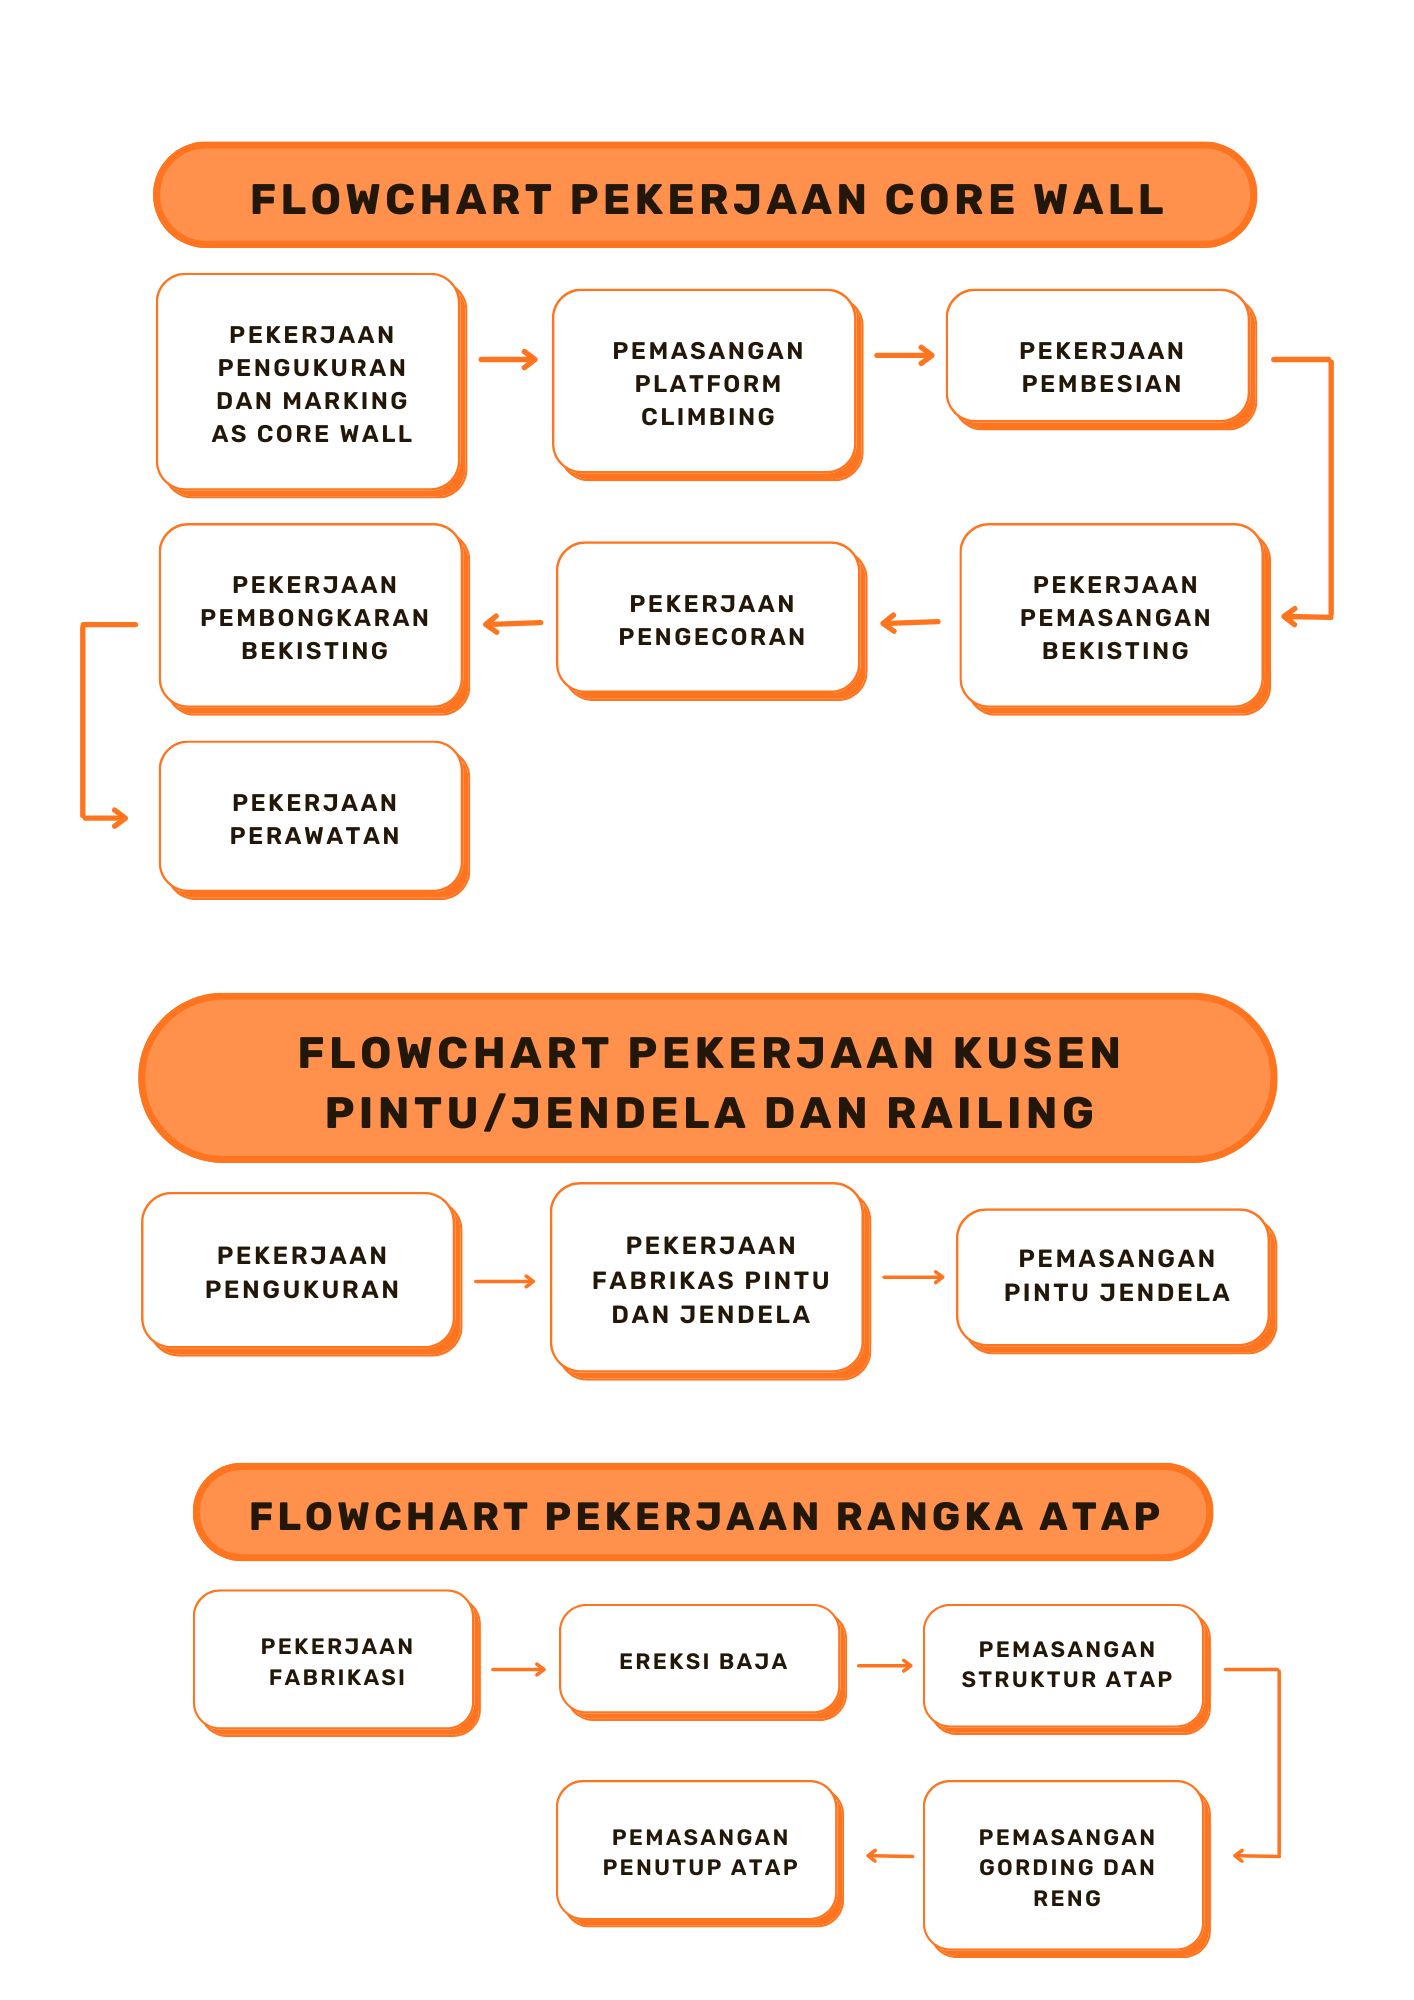 FLOWCHART PEKERJAAN CORE WALL
PEKERJAAN
PENGUKURAN
DAN MARKING
AS CORE WALL
PEMASANGAN
PLATFORM
CLIMBING
PEKERJAAN
PEMBESIAN
PEKERJAAN
PEMASANGAN
BEKISTING
PEKERJAAN
PENGECORAN
PEKERJAAN
PEMBONGKARAN
BEKISTING
PEKERJAAN
PERAWATAN
FLOWCHART PEKERJAAN KUSEN
PINTU/JENDELA DAN RAILING
PEKERJAAN
PENGUKURAN
PEKERJAAN
FABRIKAS PINTU
DAN JENDELA
PEMASANGAN
PINTU JENDELA
FLOWCHART PEKERJAAN RANGKA ATAP
PEKERJAAN
FABRIKASI
EREKSI BAJA
PEMASANGAN
STRUKTUR ATAP
PEMASANGAN
GORDING DAN
RENG
PEMASANGAN
PENUTUP ATAP